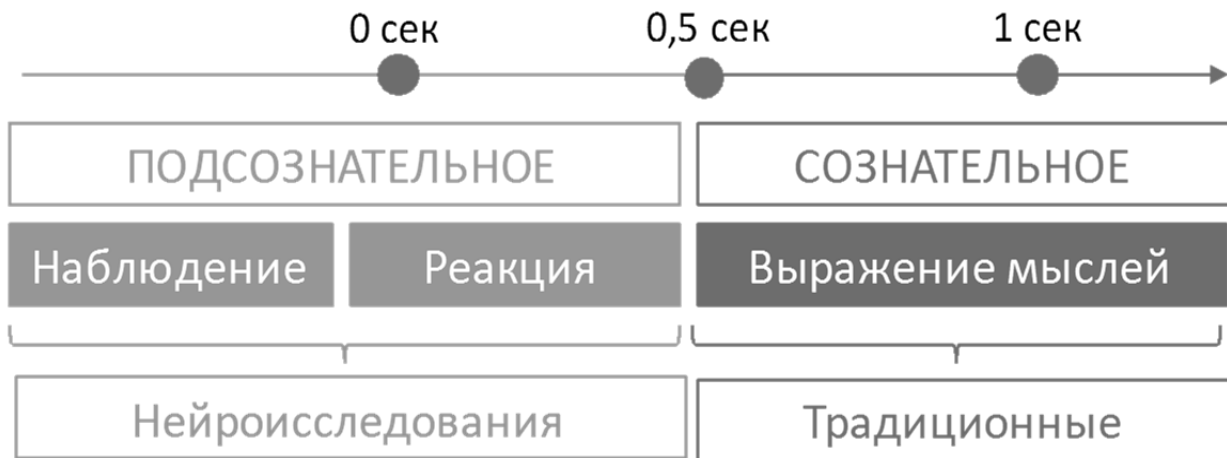 0 сек 0,5 сек 1 сек
ПОДСОЗНАТЕЛЬНОЕ СОЗНАТЕЛЬНОЕ
Наблюдение Реакция Выражение мыслей
Нейроисследования Традиционные